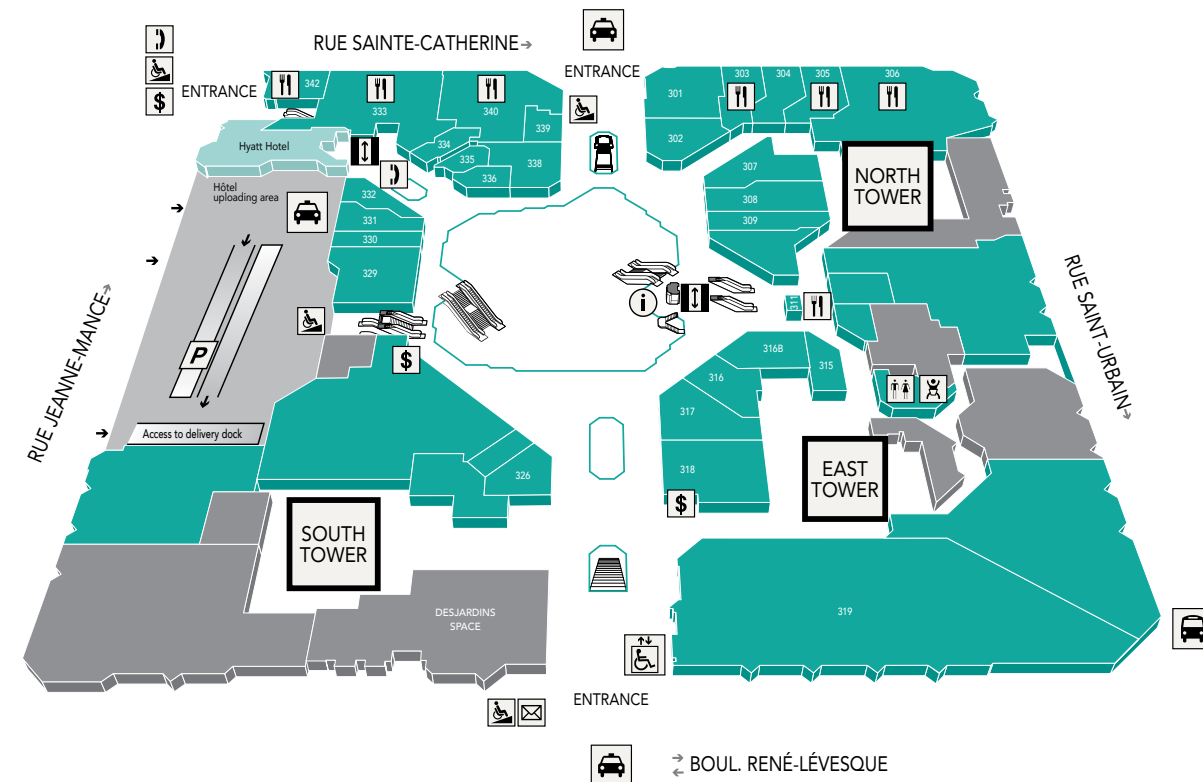 RUE SAINTE-CATHERINE
ENTRANCE
ENTRANCE
$
342
333
340
339
334
335
336
338
301
302
303
304
305
306
Hyatt Hotel
Hôtel
uploading area
332
331
330
329
307
308
309
311
NORTH
TOWER
i
P
$
316B
316
315
317
318
$
RUE JEANNE-MANCE
RUE SAINT-URBAIN
Access to delivery dock
326
EAST
TOWER
SOUTH
TOWER
DESJARDINS
SPACE
319
ENTRANCE
BOUL. RENÉ-LÉVESQUE